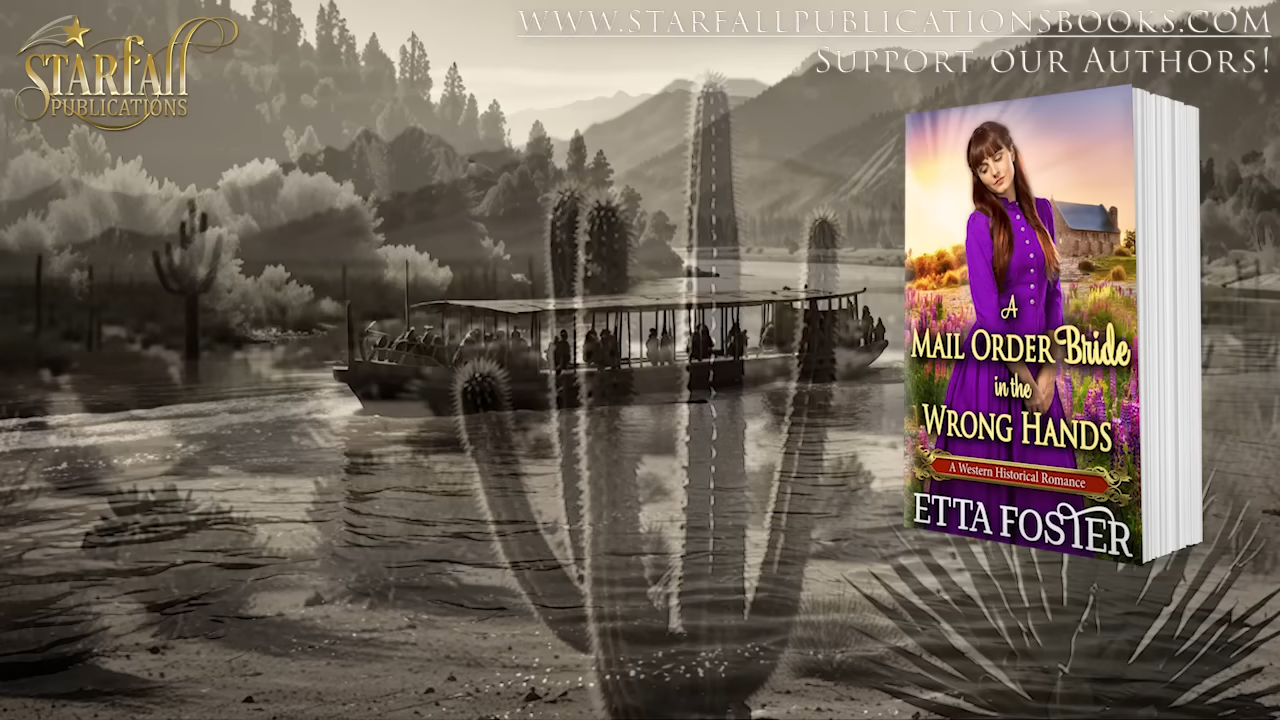 STARfall
PUBLICATIONS
WWW.STARFALLPUBLICATIONSBOOKS.COM
SUPPORT OUR AUTHORS!
A
MAIL ORDER Bride
in the
WRONG HANDS
A Western Historical Romance
ETTA FOSTER